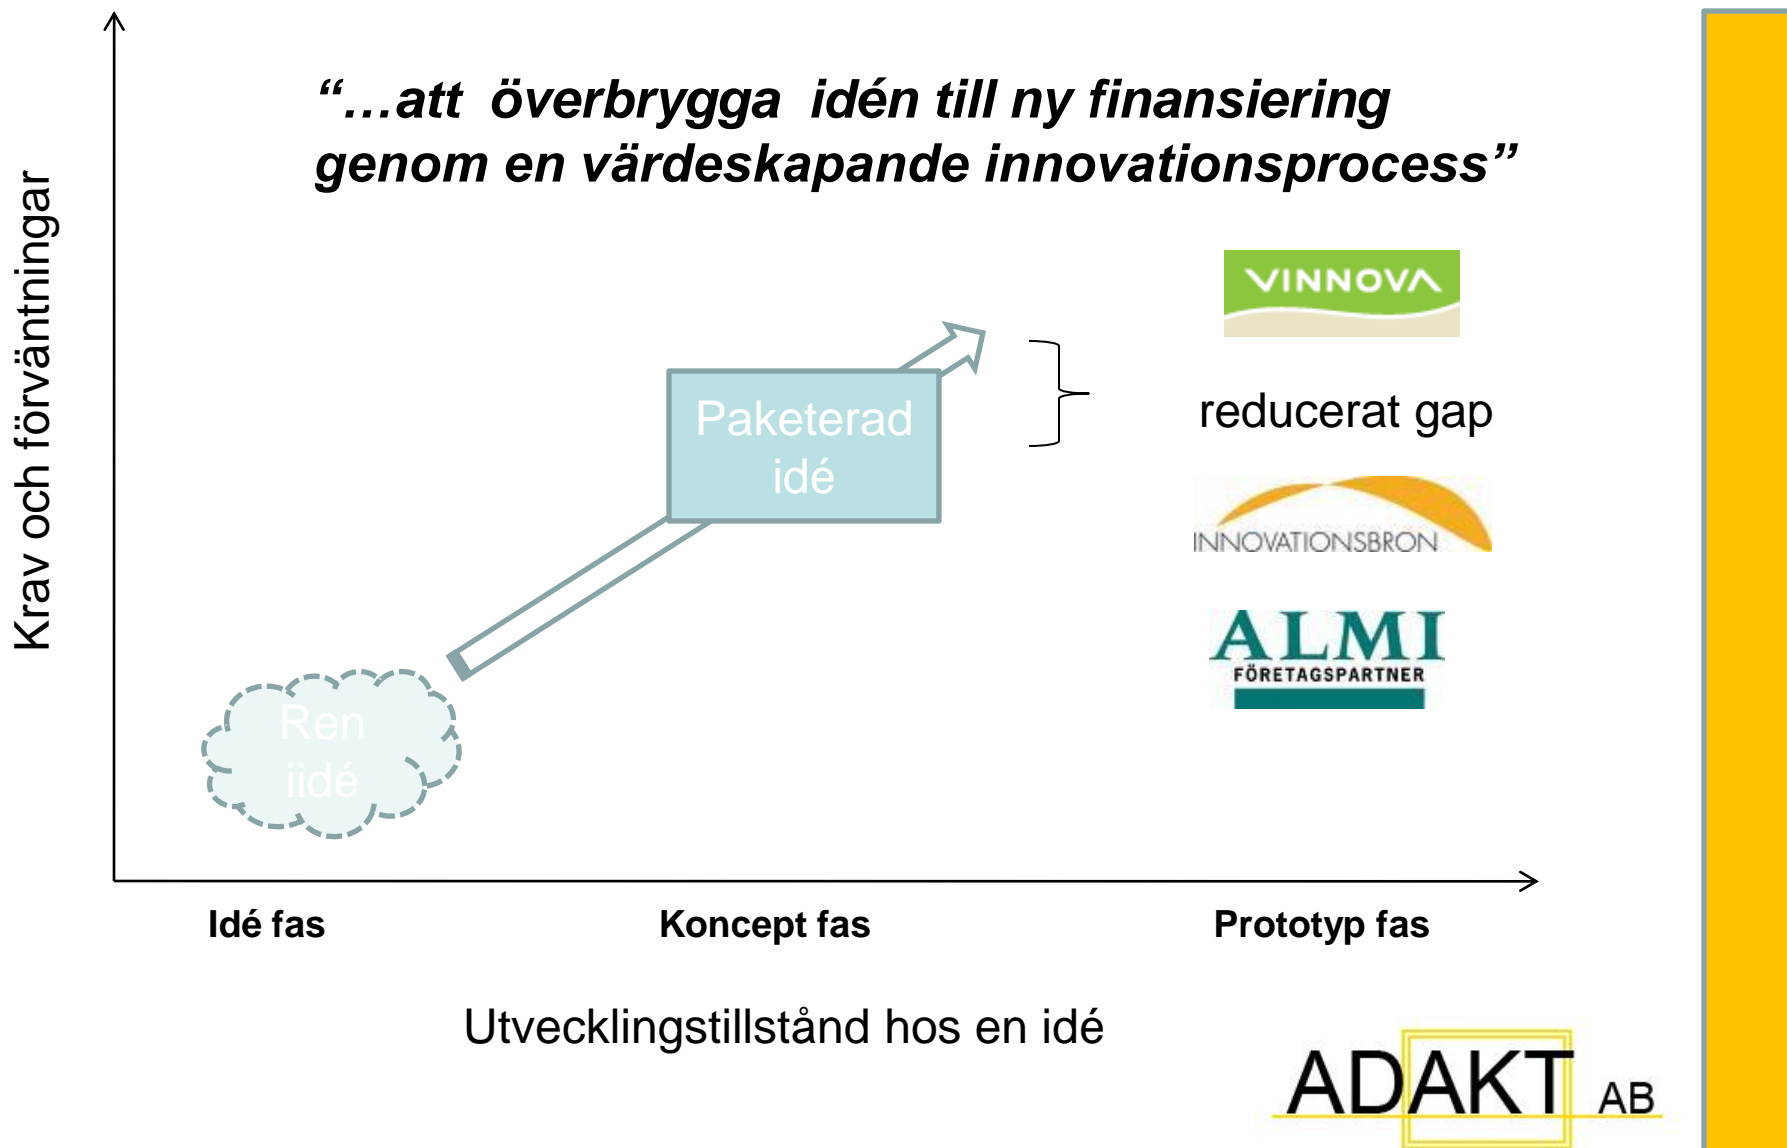 “…att överbrygga idén till ny finansiering
genom en värdeskapande innovationsprocess”
Krav och förväntningar
VINNOVA
reducerat gap
Paketerad
idé
INNOVATIONSBRON
ALMI
FÖRETAGSPARTNER
Ren
iidé
Idé fas
Koncept fas
Prototyp fas
Utvecklingstillstånd hos en idé
ADAKT AB